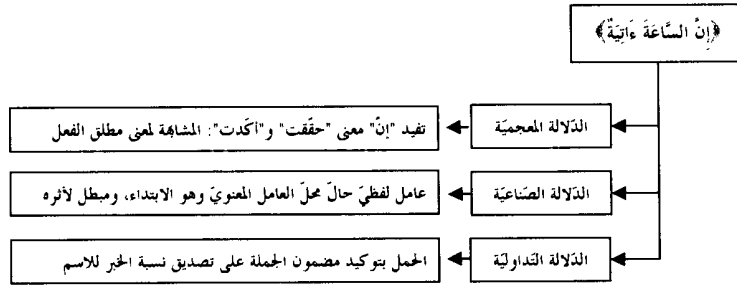 ﴿إِنَّ السَّاعَةَ ءَاتِيَةٌ﴾
الدّلالة المعجميّة
تفيد "إنّ" معنى "حقّقت" و"أكّدت": المشابهة لمعنى مطلق الفعل
الدّلالة الصّناعيّة
عامل لفظيّ حالّ محلّ العامل المعنويّ وهو الابتداء، ومبطل لأثره
الدّلالة التّداوليّة
الحمل بتوكيد مضمون الجملة على تصديق نسبة الخبر للاسم